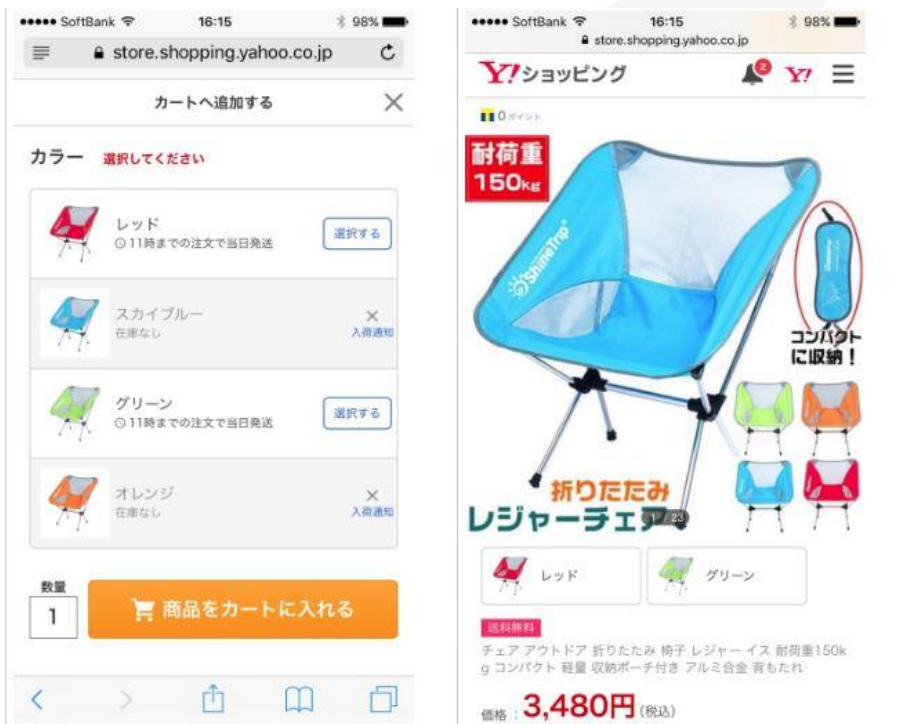 SoftBank 16:15 98%
store.shopping.yahoo.co.jp
カートへ追加する
カラー 選択してください
レッド
11時までの注文で当日発送
選択する
スカイブルー
在庫なし
×
入荷通知
グリーン
11時までの注文で当日発送
選択する
オレンジ
在庫なし
×
入荷通知
数量
1
商品をカートに入れる
SoftBank 16:15 98%
store.shopping.yahoo.co.jp
Y!ショッピング
2
Y!
0ポイント
耐荷重
150kg
ShineTrip
コンパクト
に収納！
折りたたみ
レジャーチェア
1 / 23
レッド
グリーン
送料無料
チェア アウトドア 折りたたみ 椅子 レジャー イス 耐荷重150k
g コンパクト 軽量 収納ポーチ付き アルミ合金 背もたれ
価格：3,480円(税込)